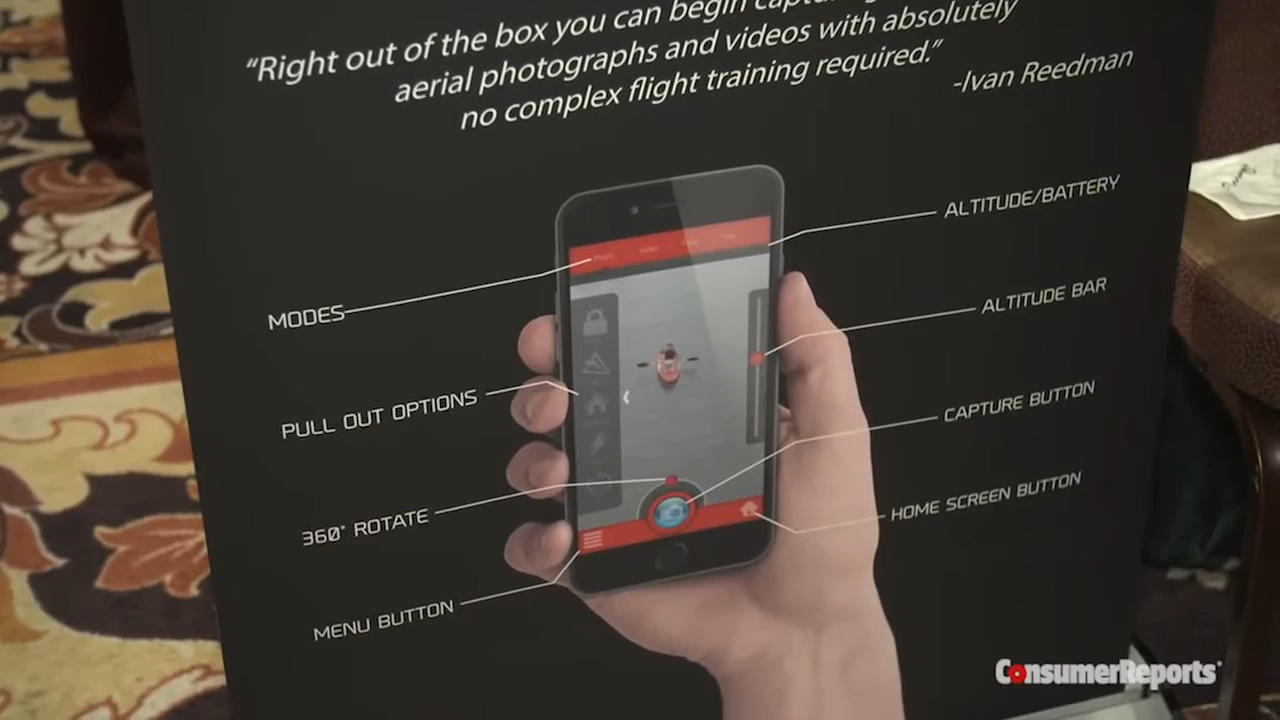 “Right out of the box you can begin
aerial photographs and videos with absolutely
no complex flight training required.”
-Ivan Reedman
ALTITUDE/BATTERY
MODES
ALTITUDE BAR
PULL OUT OPTIONS
CAPTURE BUTTON
360° ROTATE
HOME SCREEN BUTTON
MENU BUTTON
ConsumerReports